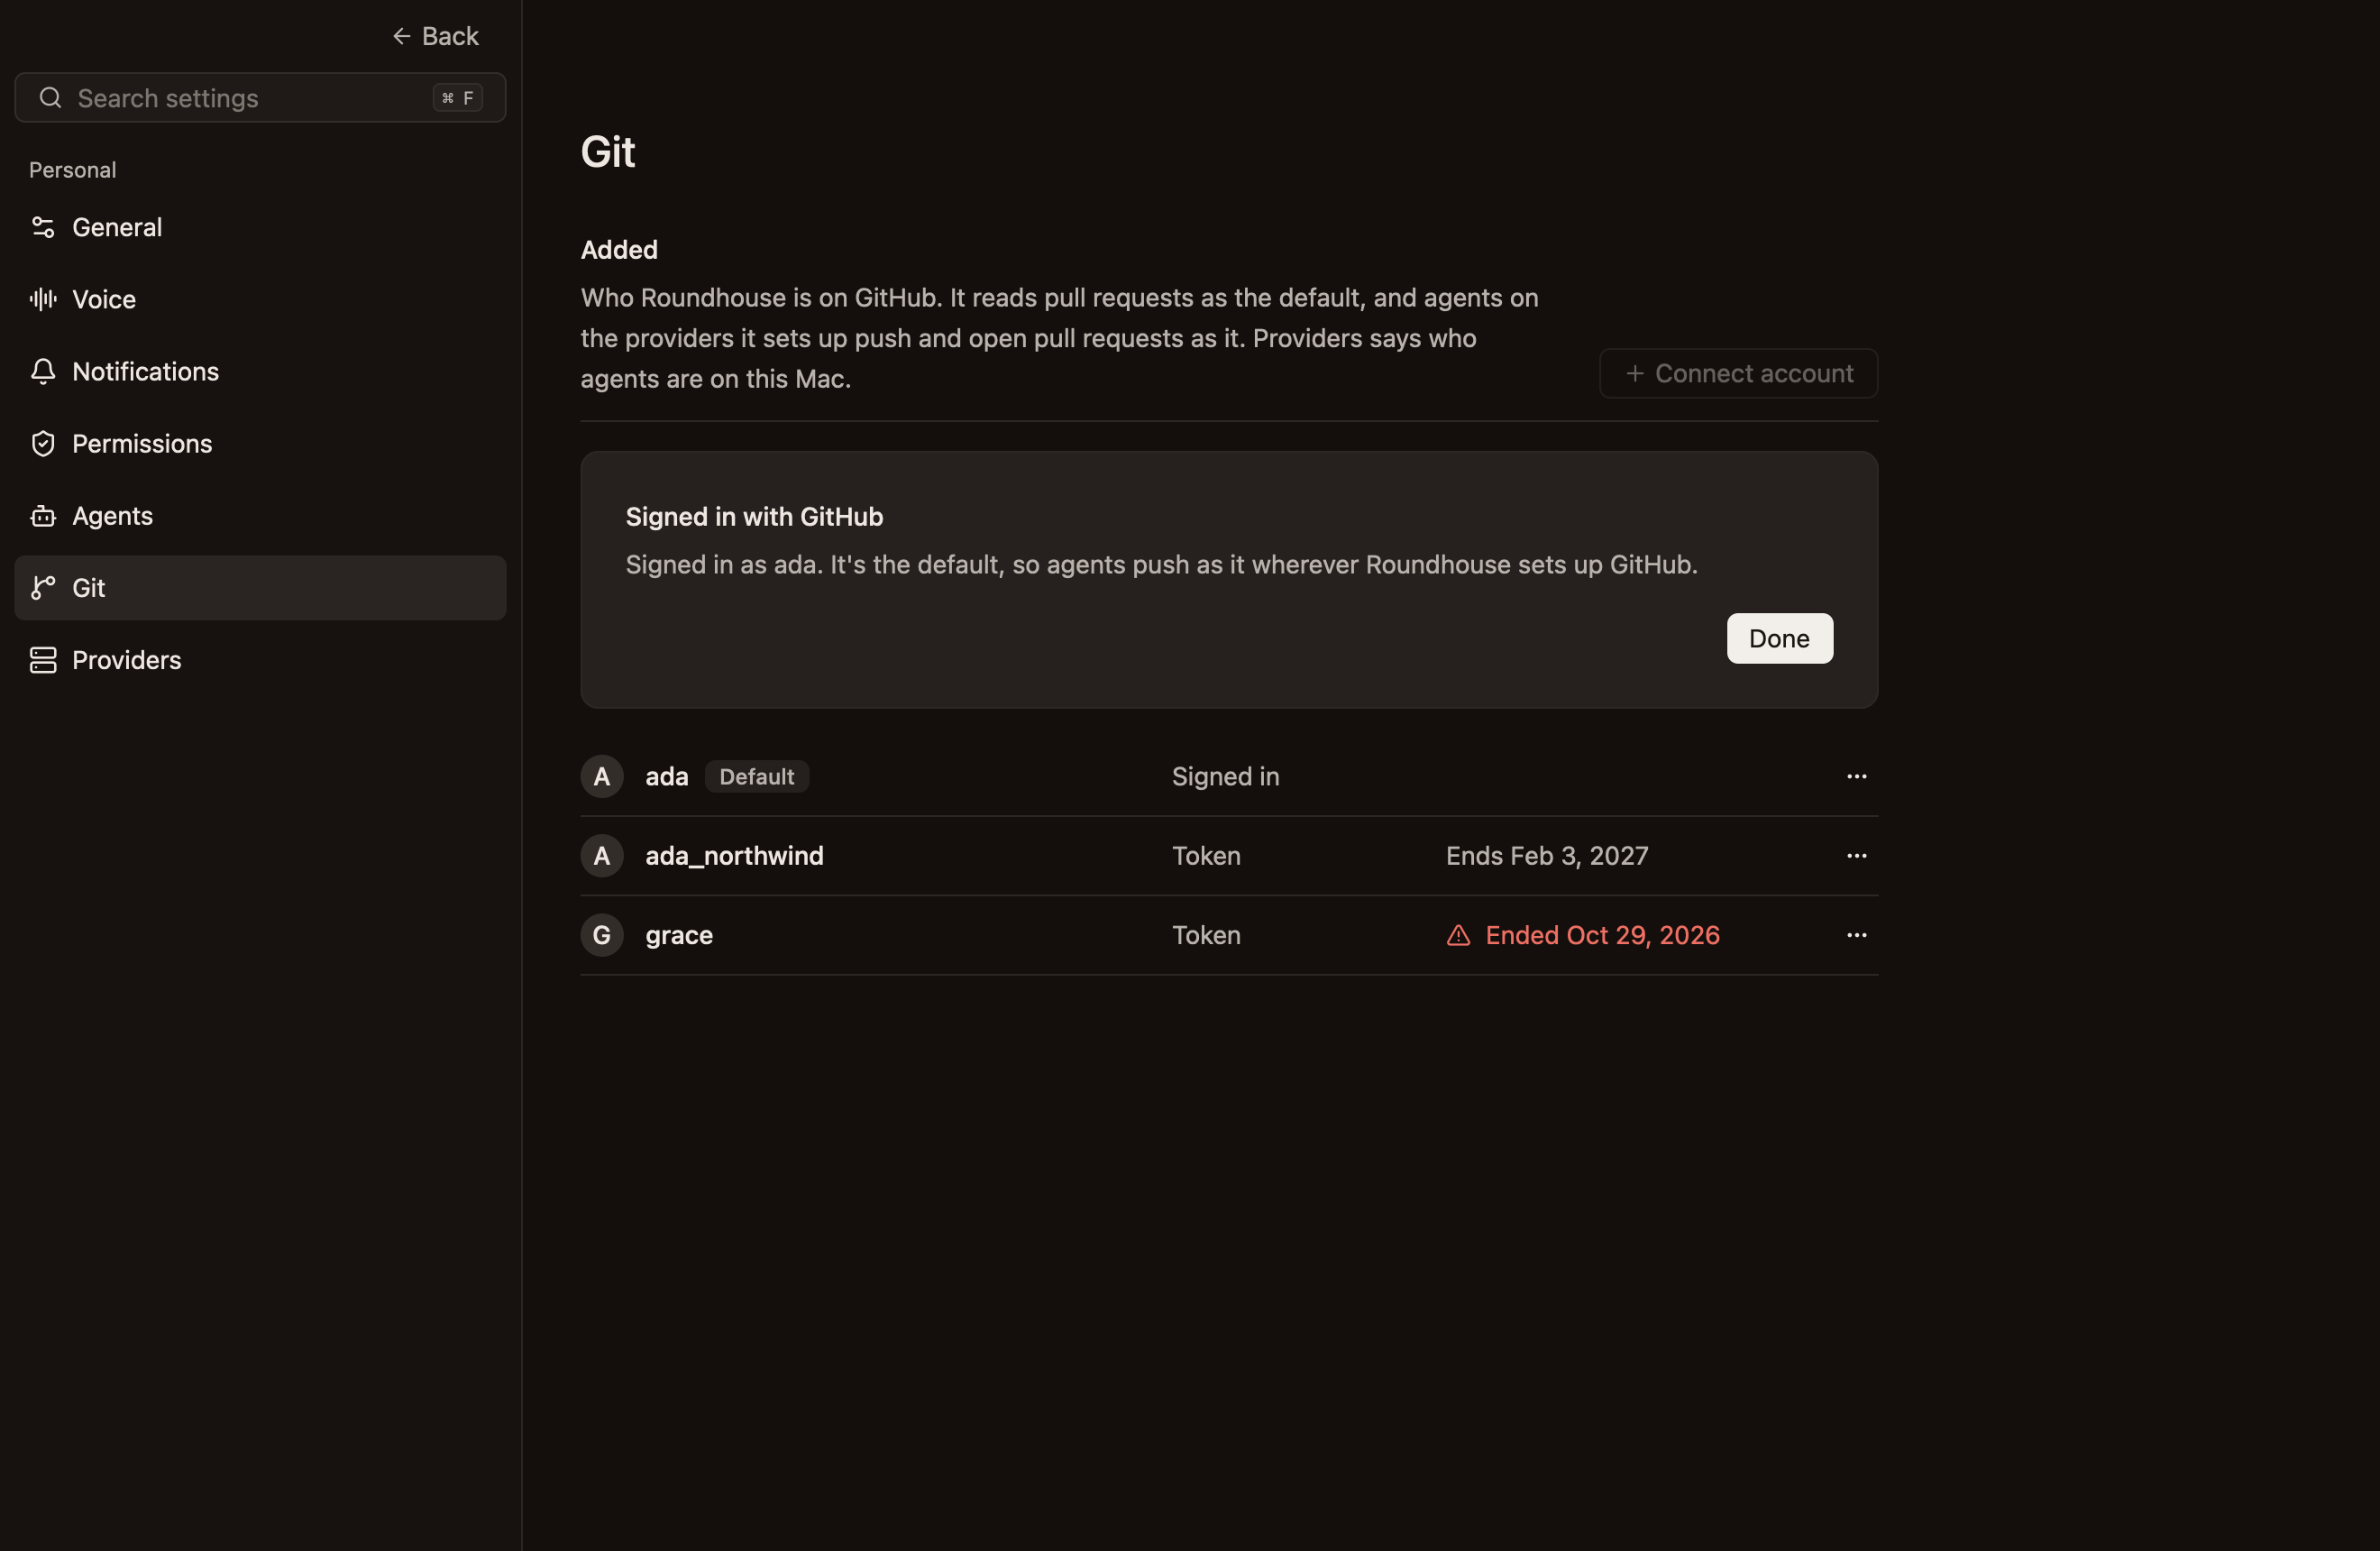 Back
Search settings
⌘ F
Personal
General
Voice
Notifications
Permissions
Agents
Git
Providers
Git
Added
Who Roundhouse is on GitHub. It reads pull requests as the default, and agents on
the providers it sets up push and open pull requests as it. Providers says who
agents are on this Mac.
Connect account
Signed in with GitHub
Signed in as ada. It's the default, so agents push as it wherever Roundhouse sets up GitHub.
Done
A ada Default Signed in
A ada_northwind Token Ends Feb 3, 2027
G grace Token Ended Oct 29, 2026